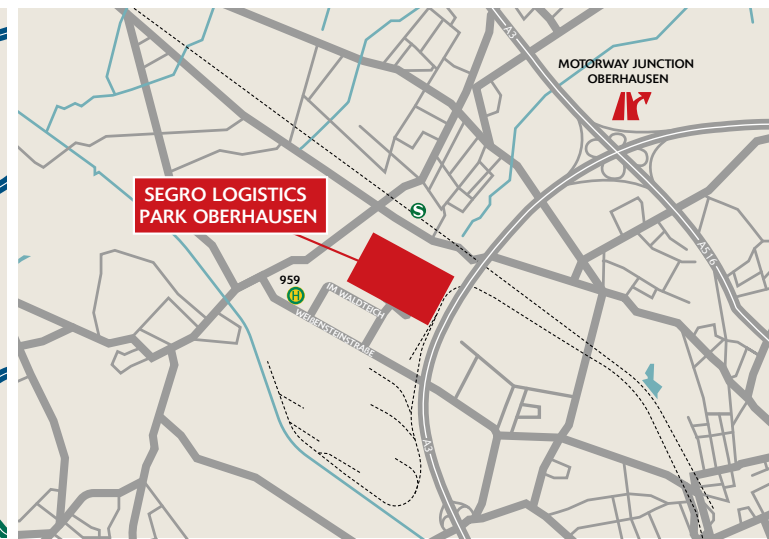 A3
MOTORWAY JUNCTION
OBERHAUSEN
SEGRO LOGISTICS
PARK OBERHAUSEN
S
A516
959
H
IM WALDTEICH
WEIßENSTEINSTRAßE
A3